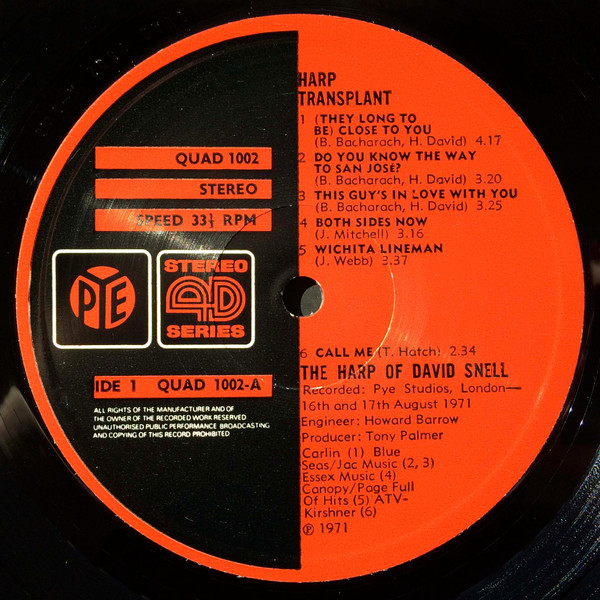 QUAD 1002
STEREO
SPEED 33⅓ RPM
PYE
STEREO
4D
SERIES
IDE 1 QUAD 1002-A
ALL RIGHTS OF THE MANUFACTURER AND OF
THE OWNER OF THE RECORDED WORK RESERVED
UNAUTHORISED PUBLIC PERFORMANCE BROADCASTING
AND COPYING OF THIS RECORD PROHIBITED
HARP
TRANSPLANT
1 (THEY LONG TO
BE) CLOSE TO YOU
(B. Bacharach, H. David) 4.17
2 DO YOU KNOW THE WAY
TO SAN JOSÉ?
(B. Bacharach, H. David) 3.20
3 THIS GUY'S IN LOVE WITH YOU
(B. Bacharach, H. David) 3.25
4 BOTH SIDES NOW
(J. Mitchell) 3.16
5 WICHITA LINEMAN
(J. Webb) 3.37
6 CALL ME (T. Hatch) 2.34
THE HARP OF DAVID SNELL
Recorded: Pye Studios, London—
16th and 17th August 1971
Engineer: Howard Barrow
Producer: Tony Palmer
Carlin (1) Blue
Seas/Jac Music (2, 3)
Essex Music (4)
Canopy/Page Full
Of Hits (5) ATV-
Kirshner (6)
℗ 1971